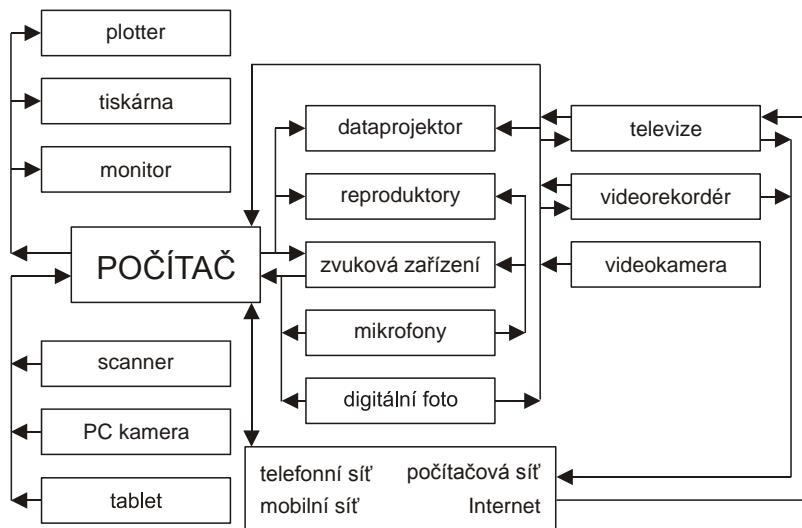 plotter
tiskárna
monitor
POČÍTAČ
scanner
PC kamera
tablet
dataprojektor
reproduktory
zvuková zařízení
mikrofony
digitální foto
televize
videorekordér
videokamera
telefonní síť počítačová síť
mobilní síť Internet